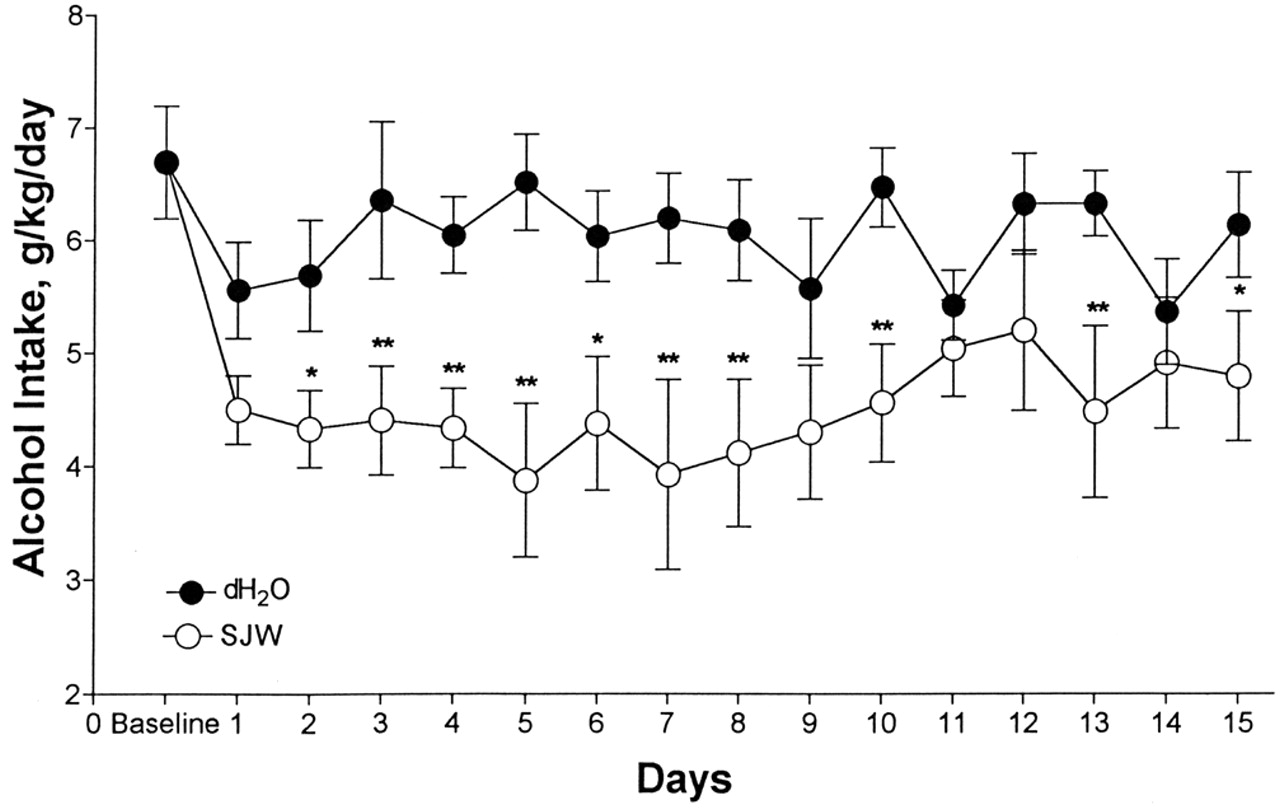 Alcohol Intake, g/kg/day
8
7
6
5
4
3
2
** 
* ** ** ** * ** ** ** *
dH₂O
SJW
0 Baseline 1 2 3 4 5 6 7 8 9 10 11 12 13 14 15
Days